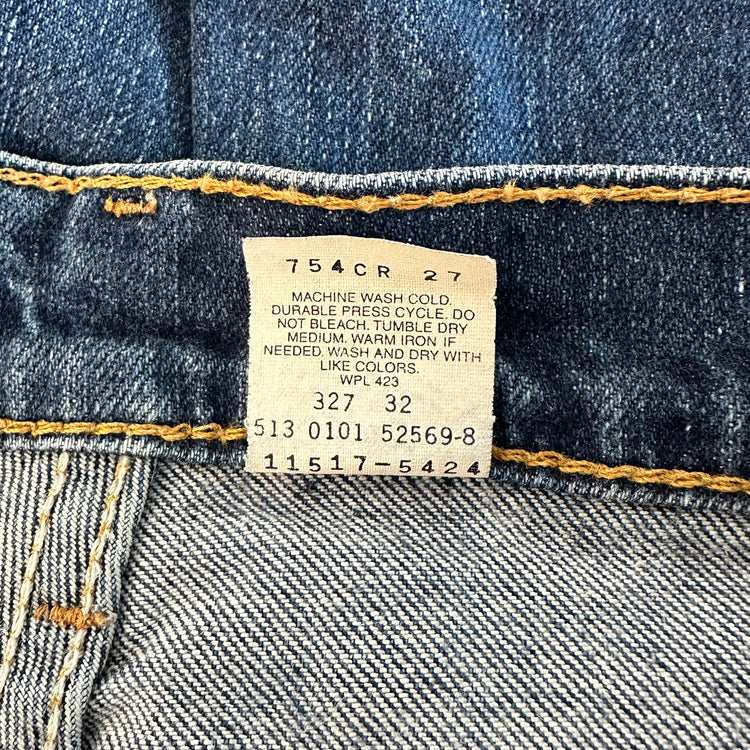 754CR 27
MACHINE WASH COLD.
DURABLE PRESS CYCLE. DO
NOT BLEACH. TUMBLE DRY
MEDIUM. WARM IRON IF
NEEDED. WASH AND DRY WITH
LIKE COLORS.
WPL 423
327 32
513 0101 52569-8
11517-5424